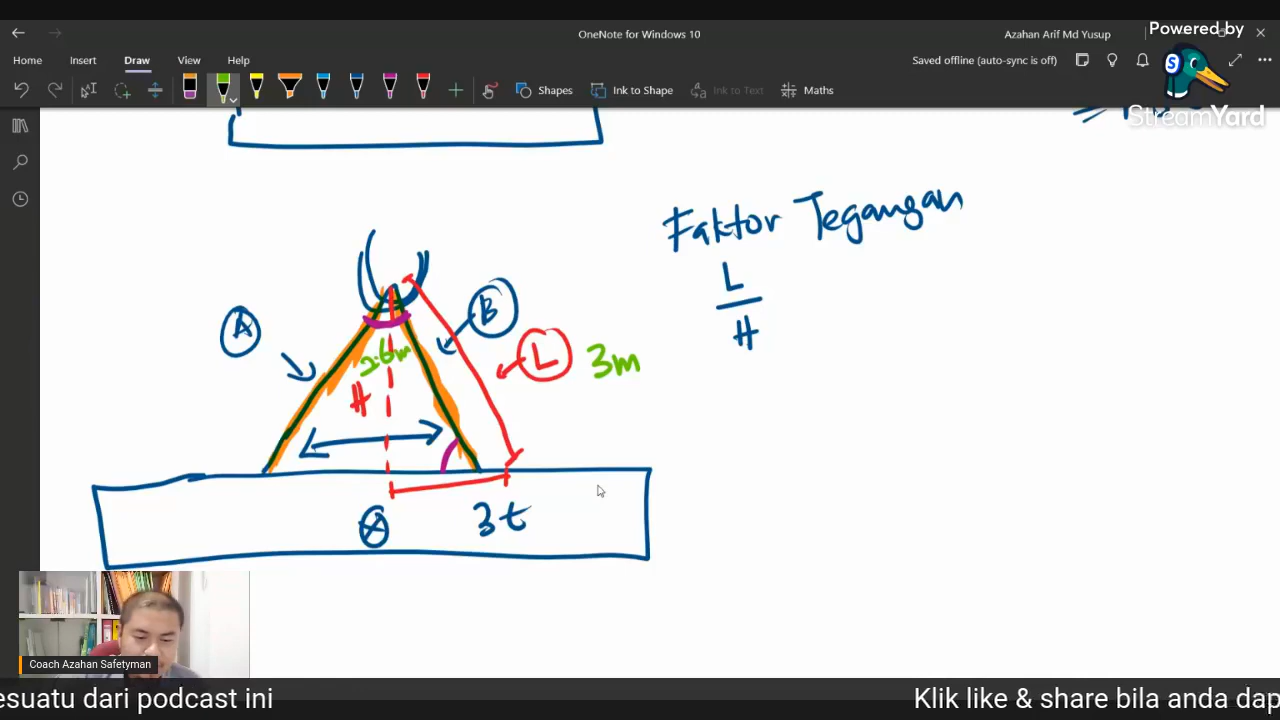 OneNote for Windows 10
Azahan Arif Md Yusup
Powered by
Home
Insert
Draw
View
Help
Saved offline (auto-sync is off)
Shapes
Ink to Shape
Ink to Text
Maths
S
StreamYard
Faktor Tegangan
L
H
A
B
L
3m
2.6m
H
3t
Coach Azahan Safetyman
esuatu dari podcast ini
Klik like & share bila anda dap